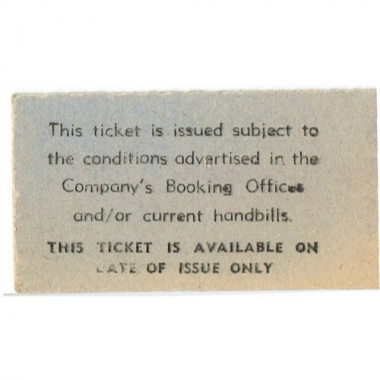 This ticket is issued subject to
the conditions advertised in the
Company's Booking Offices
and/or current handbills.
THIS TICKET IS AVAILABLE ON
DATE OF ISSUE ONLY